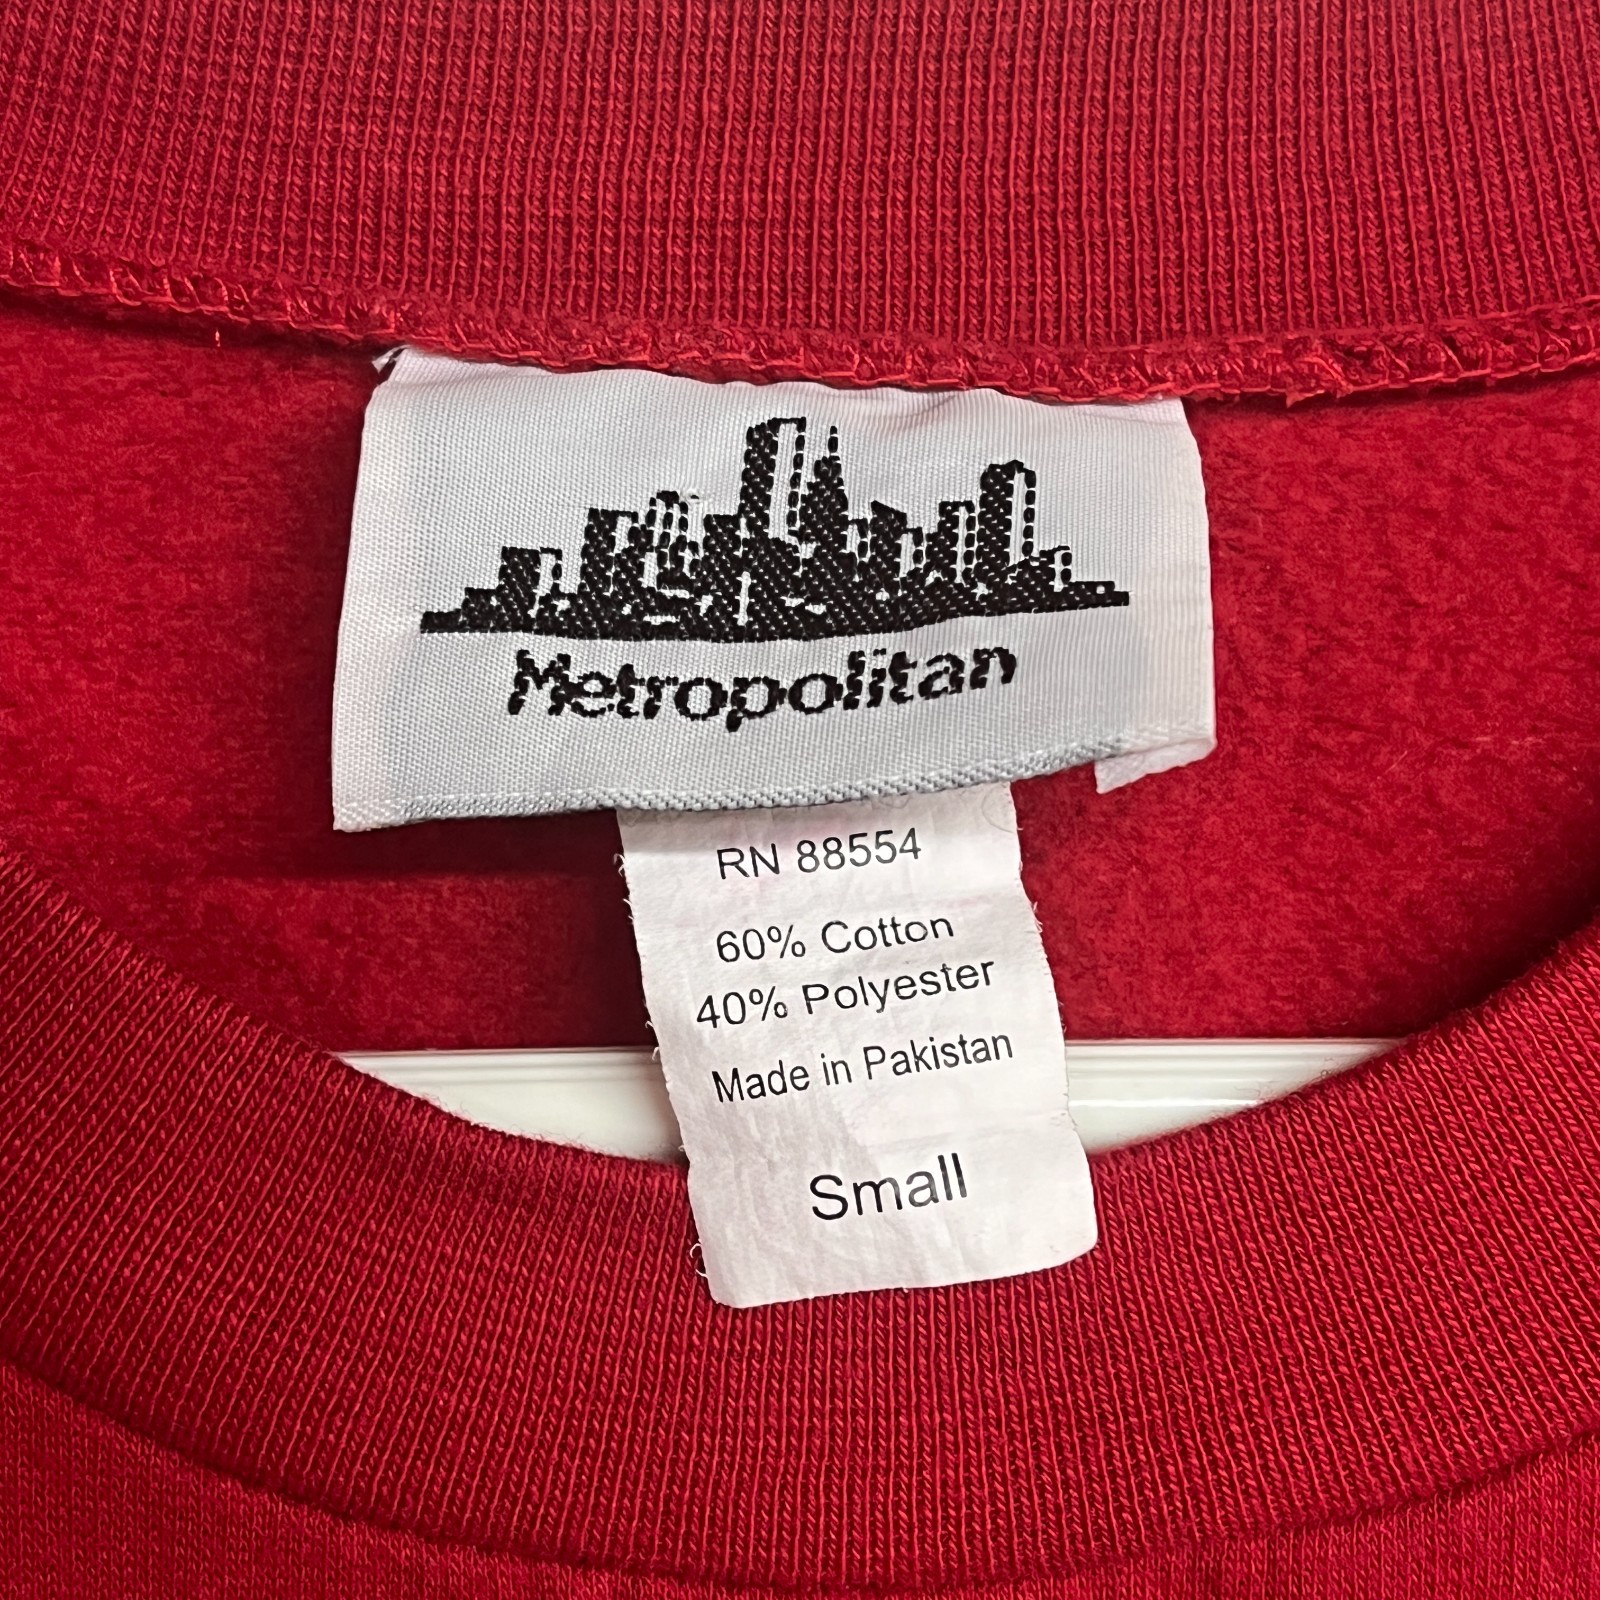 Metropolitan
RN 88554
60% Cotton
40% Polyester
Made in Pakistan
Small